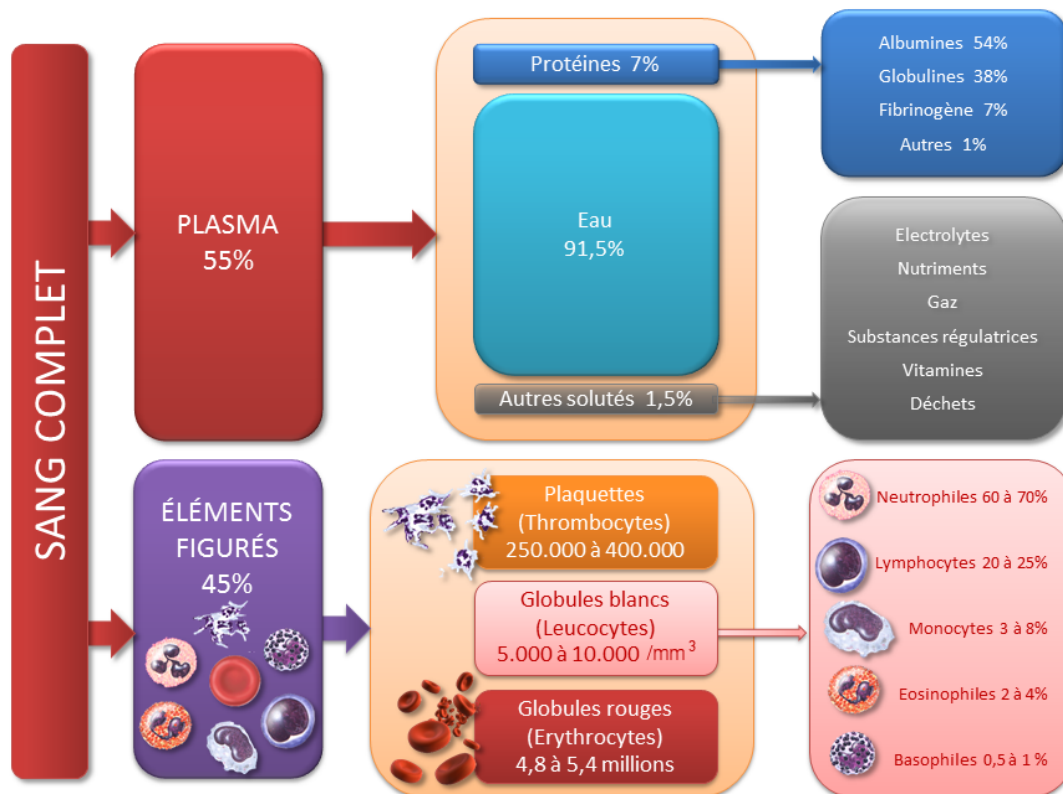 SANG COMPLET
PLASMA
55%
Protéines 7%
Eau
91,5%
Autres solutés 1,5%
Albumines 54%
Globulines 38%
Fibrinogène 7%
Autres 1%
Electrolytes
Nutriments
Gaz
Substances régulatrices
Vitamines
Déchets
ÉLÉMENTS
FIGURÉS
45%
Plaquettes
(Thrombocytes)
250.000 à 400.000
Globules blancs
(Leucocytes)
5.000 à 10.000 /mm³
Globules rouges
(Erythrocytes)
4,8 à 5,4 millions
Neutrophiles 60 à 70%
Lymphocytes 20 à 25%
Monocytes 3 à 8%
Eosinophiles 2 à 4%
Basophiles 0,5 à 1 %